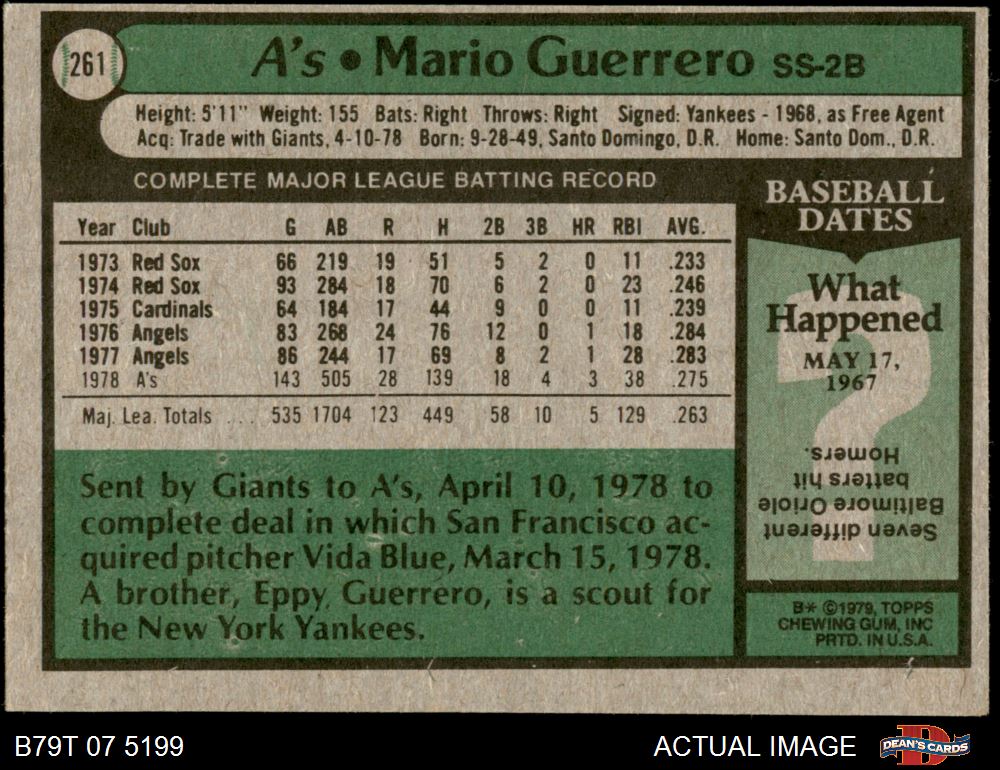 261
A's • Mario Guerrero SS-2B
Height: 5'11" Weight: 155 Bats: Right Throws: Right Signed: Yankees - 1968, as Free Agent
Acq: Trade with Giants, 4-10-78 Born: 9-28-49, Santo Domingo, D.R. Home: Santo Dom., D.R.
COMPLETE MAJOR LEAGUE BATTING RECORD
Year Club G AB R H 2B 3B HR RBI AVG.
1973 Red Sox 66 219 19 51 5 2 0 11 .233
1974 Red Sox 93 284 18 70 6 2 0 23 .246
1975 Cardinals 64 184 17 44 9 0 0 11 .239
1976 Angels 83 268 24 76 12 0 1 18 .284
1977 Angels 86 244 17 69 8 2 1 28 .283
1978 A's 143 505 28 139 18 4 3 38 .275
Maj. Lea. Totals ... 535 1704 123 449 58 10 5 129 .263
Sent by Giants to A's, April 10, 1978 to
complete deal in which San Francisco ac-
quired pitcher Vida Blue, March 15, 1978.
A brother, Eppy Guerrero, is a scout for
the New York Yankees.
BASEBALL
DATES
What
Happened
MAY 17,
1967
?
Seven different
Baltimore Oriole
batters hit
Homers.
B* ©1979, TOPPS
CHEWING GUM, INC
PRTD. IN U.S.A.
B79T 07 5199
ACTUAL IMAGE
D
DEAN'S CARDS